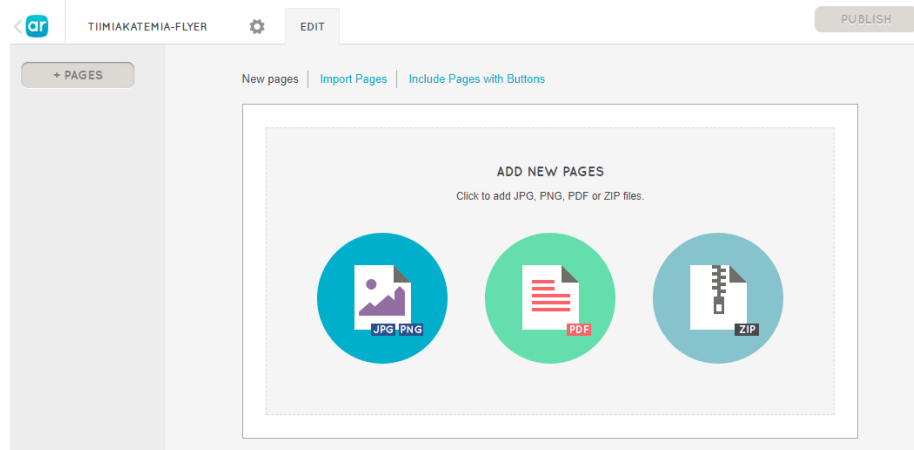 ar
TIIMIAKATEMIA-FLYER
EDIT
PUBLISH
+ PAGES
New pages
Import Pages
Include Pages with Buttons
ADD NEW PAGES
Click to add JPG, PNG, PDF or ZIP files.
JPG PNG
PDF
ZIP